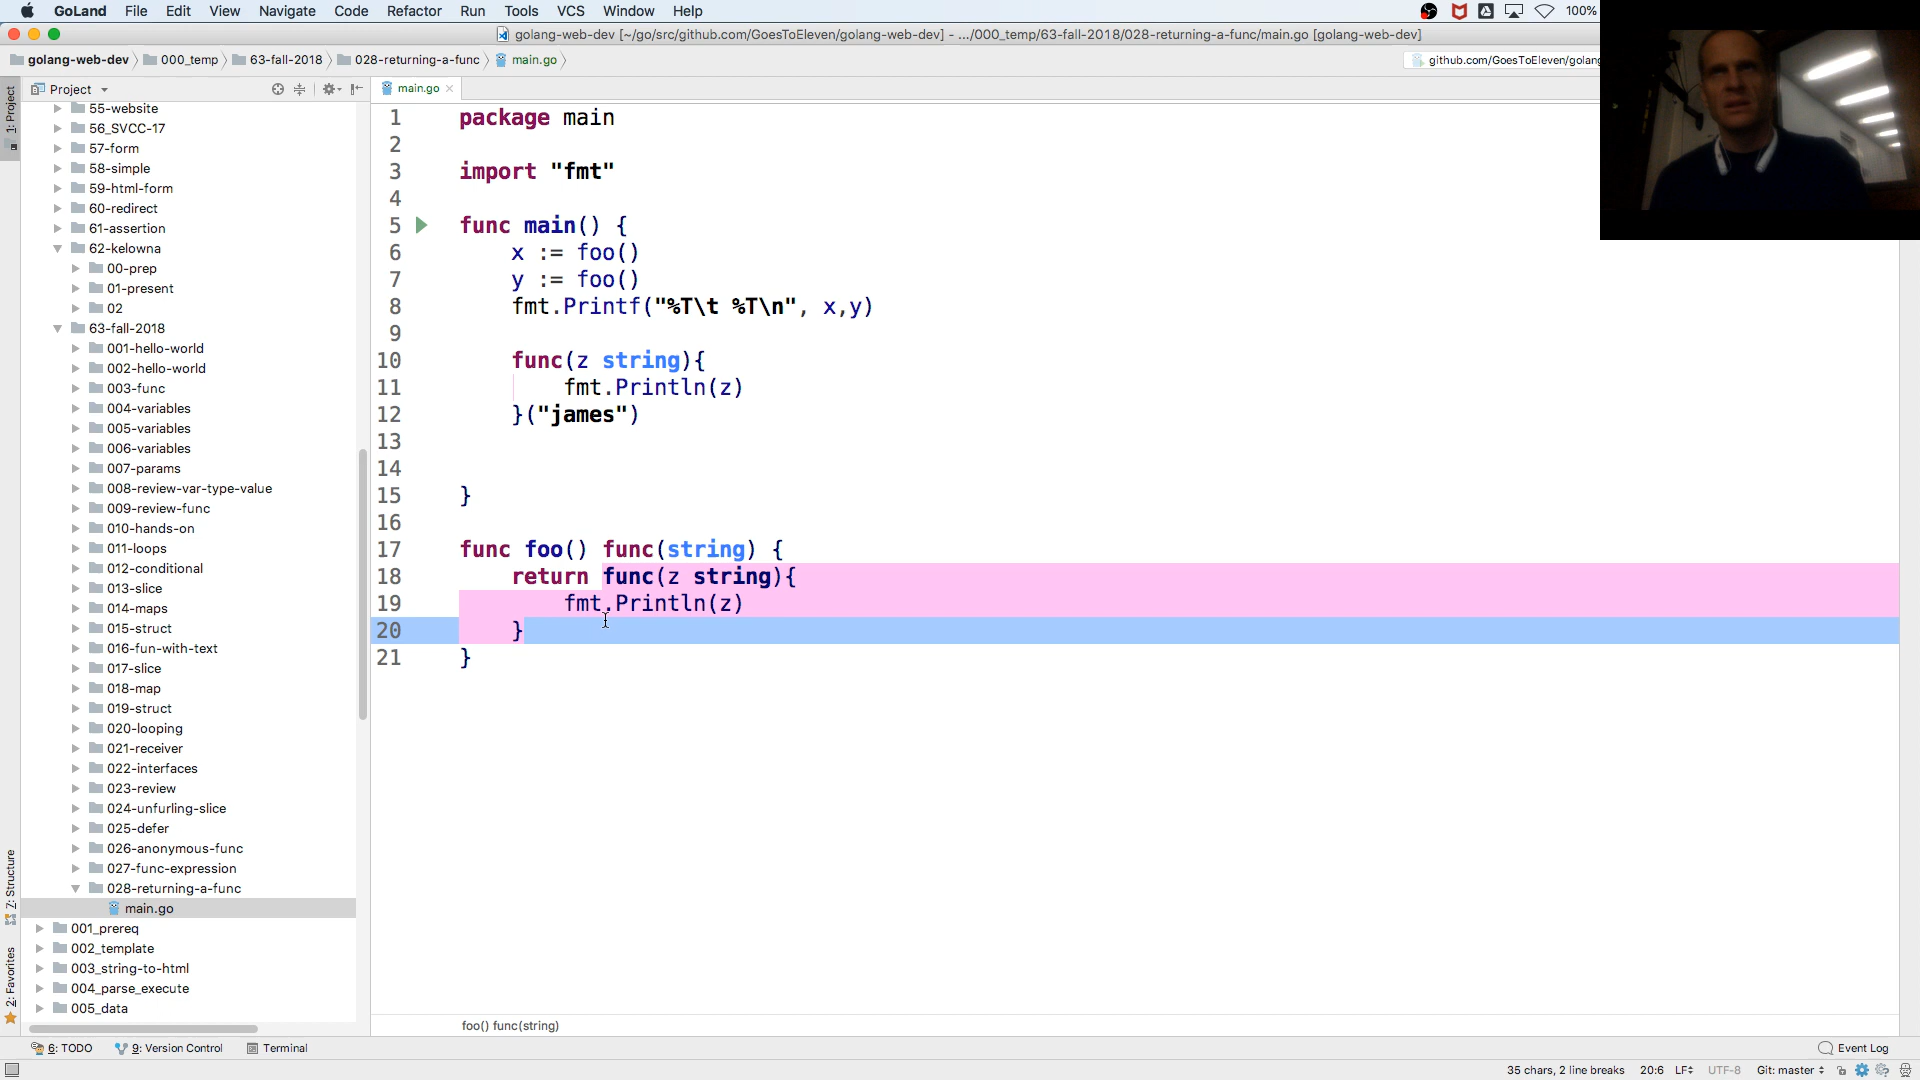 GoLand File Edit View Navigate Code Refactor Run Tools VCS Window Help 100%
golang-web-dev [~/go/src/github.com/GoesToEleven/golang-web-dev] - .../000_temp/63-fall-2018/028-returning-a-func/main.go [golang-web-dev]
golang-web-dev 000_temp 63-fall-2018 028-returning-a-func main.go github.com/GoesToEleven/golang
1: Project
Project
main.go
55-website
56_SVCC-17
57-form
58-simple
59-html-form
60-redirect
61-assertion
62-kelowna
00-prep
01-present
02
63-fall-2018
001-hello-world
002-hello-world
003-func
004-variables
005-variables
006-variables
007-params
008-review-var-type-value
009-review-func
010-hands-on
011-loops
012-conditional
013-slice
014-maps
015-struct
016-fun-with-text
017-slice
018-map
019-struct
020-looping
021-receiver
022-interfaces
023-review
024-unfurling-slice
025-defer
026-anonymous-func
027-func-expression
028-returning-a-func
main.go
001_prereq
002_template
003_string-to-html
004_parse_execute
005_data
Z: Structure
2: Favorites
1 package main
2
3 import "fmt"
4
5 func main() {
6 x := foo()
7 y := foo()
8 fmt.Printf("%T\t %T\n", x,y)
9
10 func(z string){
11 fmt.Println(z)
12 }("james")
13
14
15 }
16
17 func foo() func(string) {
18 return func(z string){
19 fmt.Println(z)
20 }
21 }
foo() func(string)
6: TODO 9: Version Control Terminal Event Log
35 chars, 2 line breaks 20:6 LF UTF-8 Git: master